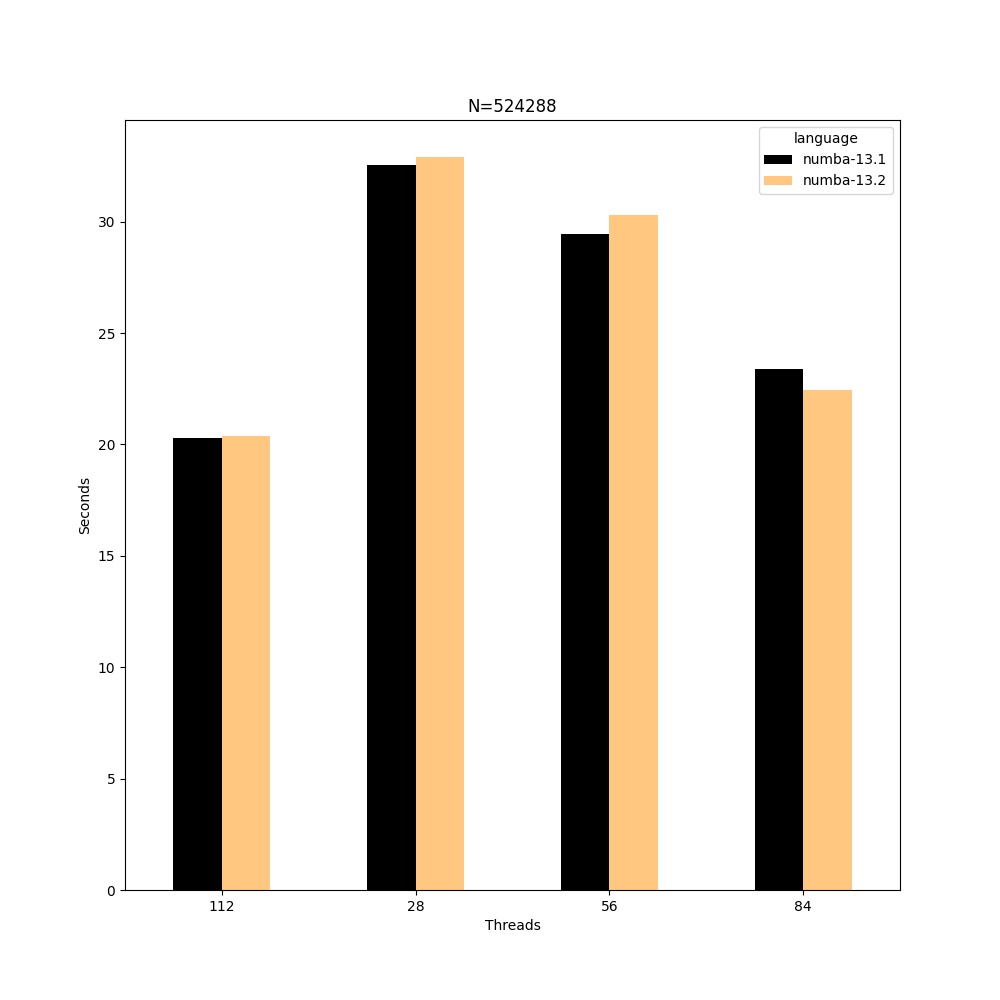 N=524288
language
numba-13.1
numba-13.2
30
25
20
15
10
5
0
Seconds
112 28 56 84
Threads